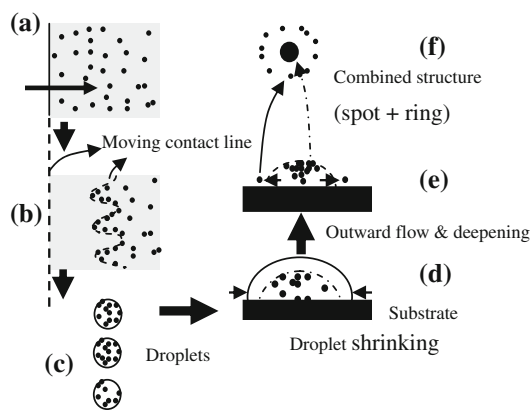 (a)
Moving contact line
(b)
(c)
Droplets
(f)
Combined structure
(spot + ring)
(e)
Outward flow & deepening
(d)
Substrate
Droplet shrinking